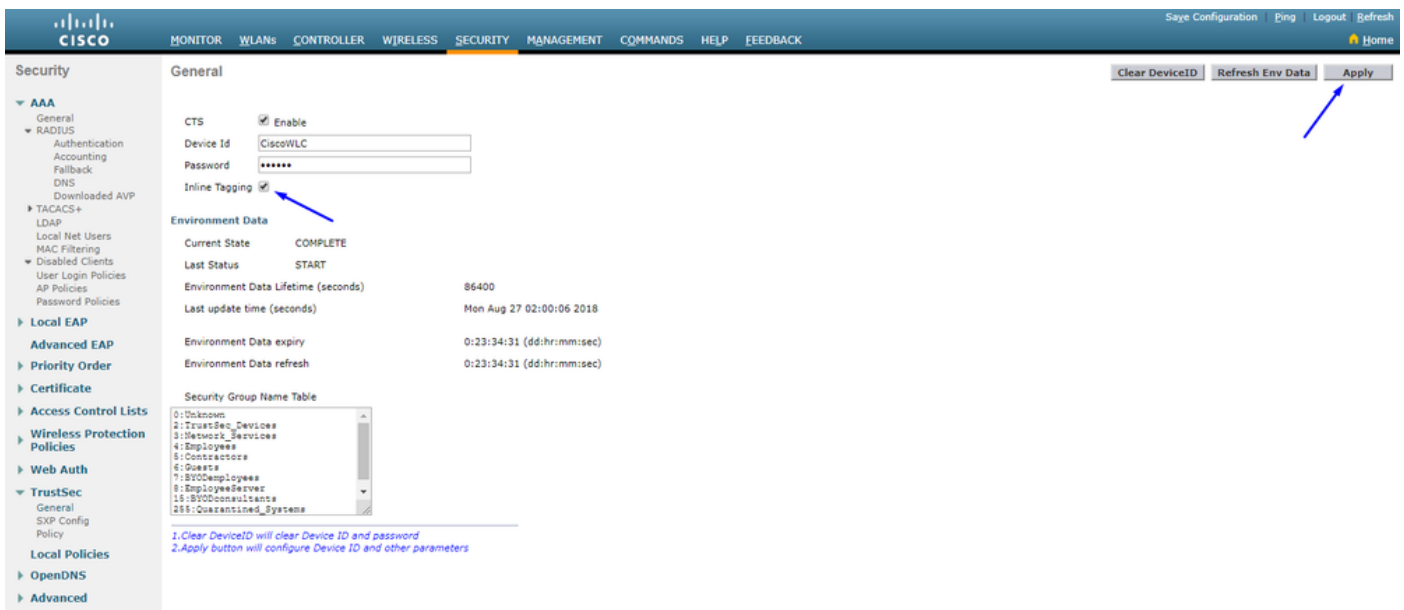 Save Configuration Ping Logout Refresh
CISCO MONITOR WLANs CONTROLLER WIRELESS SECURITY MANAGEMENT COMMANDS HELP FEEDBACK Home
Security
AAA
General
RADIUS
Authentication
Accounting
Fallback
DNS
Downloaded AVP
TACACS+
LDAP
Local Net Users
MAC Filtering
Disabled Clients
User Login Policies
AP Policies
Password Policies
Local EAP
Advanced EAP
Priority Order
Certificate
Access Control Lists
Wireless Protection
Policies
Web Auth
TrustSec
General
SXP Config
Policy
Local Policies
OpenDNS
Advanced
General
Clear DeviceID Refresh Env Data Apply
CTS Enable
Device Id CiscoWLC
Password ••••••
Inline Tagging
Environment Data
Current State COMPLETE
Last Status START
Environment Data Lifetime (seconds) 86400
Last update time (seconds) Mon Aug 27 02:00:06 2018
Environment Data expiry 0:23:34:31 (dd:hr:mm:sec)
Environment Data refresh 0:23:34:31 (dd:hr:mm:sec)
Security Group Name Table
0:Unknown
2:TrustSec_Devices
3:Network_Services
4:Employees
5:Contractors
6:Guests
7:BYODemployees
8:EmployeeServer
15:BYODconsultants
255:Quarantined_Systems
1.Clear DeviceID will clear Device ID and password
2.Apply button will configure Device ID and other parameters